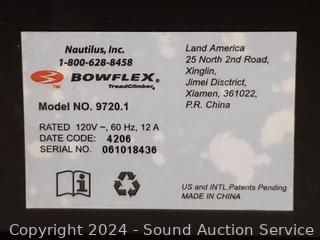 Nautilus, Inc.
1-800-628-8458
BOWFLEX®
TreadClimber®
TM
Model NO. 9720.1
RATED 120V ~, 60 Hz, 12 A
DATE CODE: 4206
SERIAL NO. 061018436
Land America
25 North 2nd Road,
Xinglin,
Jimei Disctrict,
Xiamen, 361022,
P.R. China
US and INTL.Patents Pending
MADE IN CHINA
Copyright 2024 - Sound Auction Service